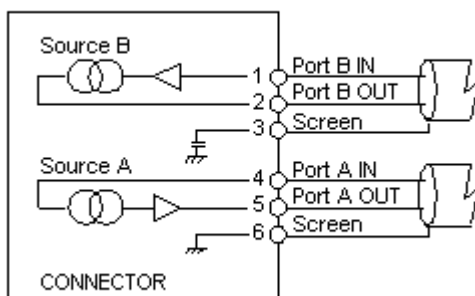 Source B
1 Port B IN
2 Port B OUT
3 Screen
Source A
4 Port A IN
5 Port A OUT
6 Screen
CONNECTOR